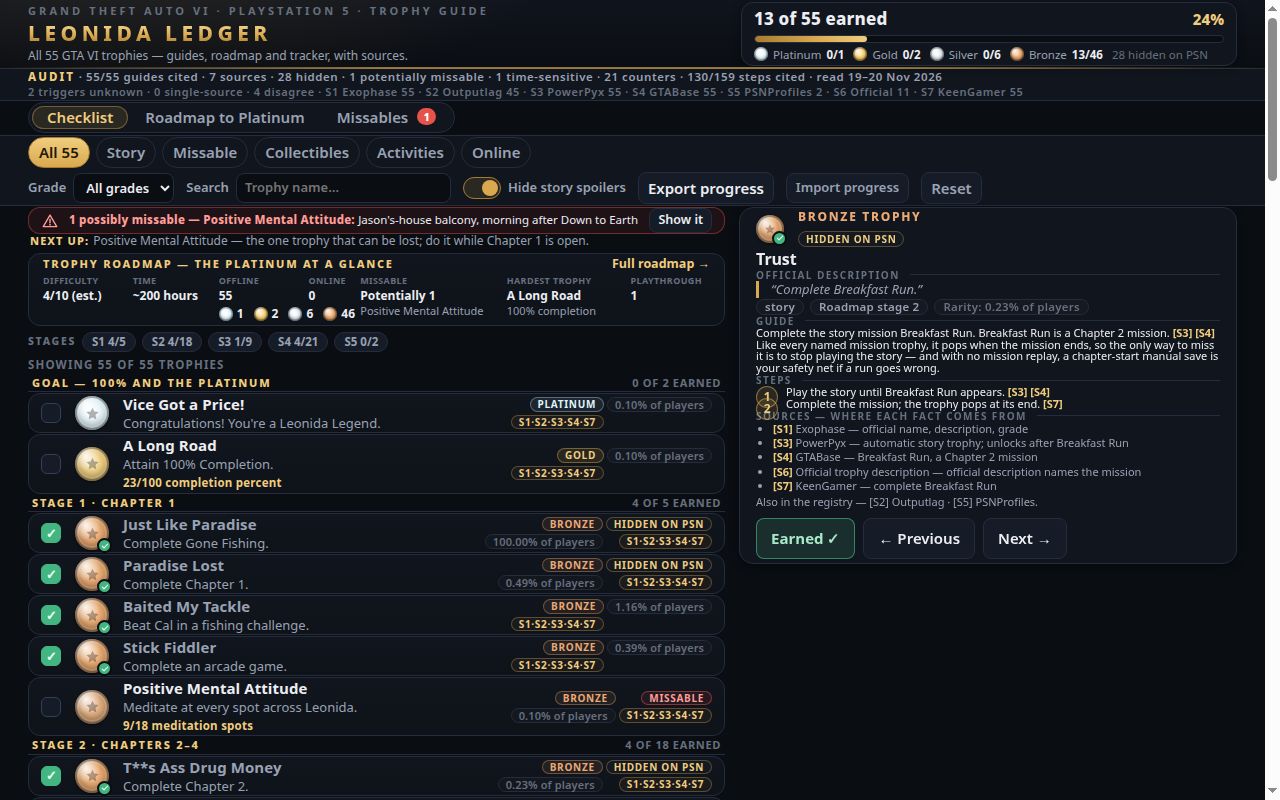 GRAND THEFT AUTO VI · PLAYSTATION 5 · TROPHY GUIDE
LEONIDA LEDGER
All 55 GTA VI trophies — guides, roadmap and tracker, with sources.
13 of 55 earned 24%
Platinum 0/1 Gold 0/2 Silver 0/6 Bronze 13/46 28 hidden on PSN
AUDIT · 55/55 guides cited · 7 sources · 28 hidden · 1 potentially missable · 1 time-sensitive · 21 counters · 130/159 steps cited · read 19–20 Nov 2026
2 triggers unknown · 0 single-source · 4 disagree · S1 Exophase 55 · S2 Outputlag 45 · S3 PowerPyx 55 · S4 GTABase 55 · S5 PSNProfiles 2 · S6 Official 11 · S7 KeenGamer 55
Checklist Roadmap to Platinum Missables 1
All 55 Story Missable Collectibles Activities Online
Grade All grades Search Trophy name... Hide story spoilers Export progress Import progress Reset
1 possibly missable — Positive Mental Attitude: Jason's-house balcony, morning after Down to Earth Show it
NEXT UP: Positive Mental Attitude — the one trophy that can be lost; do it while Chapter 1 is open.
TROPHY ROADMAP — THE PLATINUM AT A GLANCE Full roadmap →
DIFFICULTY TIME OFFLINE ONLINE MISSABLE HARDEST TROPHY PLAYTHROUGH
4/10 (est.) ~200 hours 55 0 Potentially 1 A Long Road 1
1 2 6 46 Positive Mental Attitude 100% completion
STAGES S1 4/5 S2 4/18 S3 1/9 S4 4/21 S5 0/2
SHOWING 55 OF 55 TROPHIES
GOAL — 100% AND THE PLATINUM 0 OF 2 EARNED
Vice Got a Price! PLATINUM 0.10% of players
Congratulations! You're a Leonida Legend. S1·S2·S3·S4·S7
A Long Road GOLD 0.10% of players
Attain 100% Completion. S1·S2·S3·S4·S7
23/100 completion percent
STAGE 1 · CHAPTER 1 4 OF 5 EARNED
Just Like Paradise BRONZE HIDDEN ON PSN
Complete Gone Fishing. 100.00% of players S1·S2·S3·S4·S7
Paradise Lost BRONZE HIDDEN ON PSN
Complete Chapter 1. 0.49% of players S1·S2·S3·S4·S7
Baited My Tackle BRONZE 1.16% of players
Beat Cal in a fishing challenge. S1·S2·S3·S4·S7
Stick Fiddler BRONZE 0.39% of players
Complete an arcade game. S1·S2·S3·S4·S7
Positive Mental Attitude BRONZE MISSABLE
Meditate at every spot across Leonida. 0.10% of players S1·S2·S3·S4·S7
9/18 meditation spots
STAGE 2 · CHAPTERS 2–4 4 OF 18 EARNED
T**s Ass Drug Money BRONZE HIDDEN ON PSN
Complete Chapter 2. 0.23% of players S1·S2·S3·S4·S7
BRONZE TROPHY
HIDDEN ON PSN
Trust
OFFICIAL DESCRIPTION
“Complete Breakfast Run.”
story Roadmap stage 2 Rarity: 0.23% of players
GUIDE
Complete the story mission Breakfast Run. Breakfast Run is a Chapter 2 mission. [S3] [S4]
Like every named mission trophy, it pops when the mission ends, so the only way to miss
it is to stop playing the story — and with no mission replay, a chapter-start manual save is
your safety net if a run goes wrong.
STEPS
1 Play the story until Breakfast Run appears. [S3] [S4]
2 Complete the mission; the trophy pops at its end. [S7]
SOURCES — WHERE EACH FACT COMES FROM
[S1] Exophase — official name, description, grade
[S3] PowerPyx — automatic story trophy; unlocks after Breakfast Run
[S4] GTABase — Breakfast Run, a Chapter 2 mission
[S6] Official trophy description — official description names the mission
[S7] KeenGamer — complete Breakfast Run
Also in the registry — [S2] Outputlag · [S5] PSNProfiles.
Earned ✓ ← Previous Next →